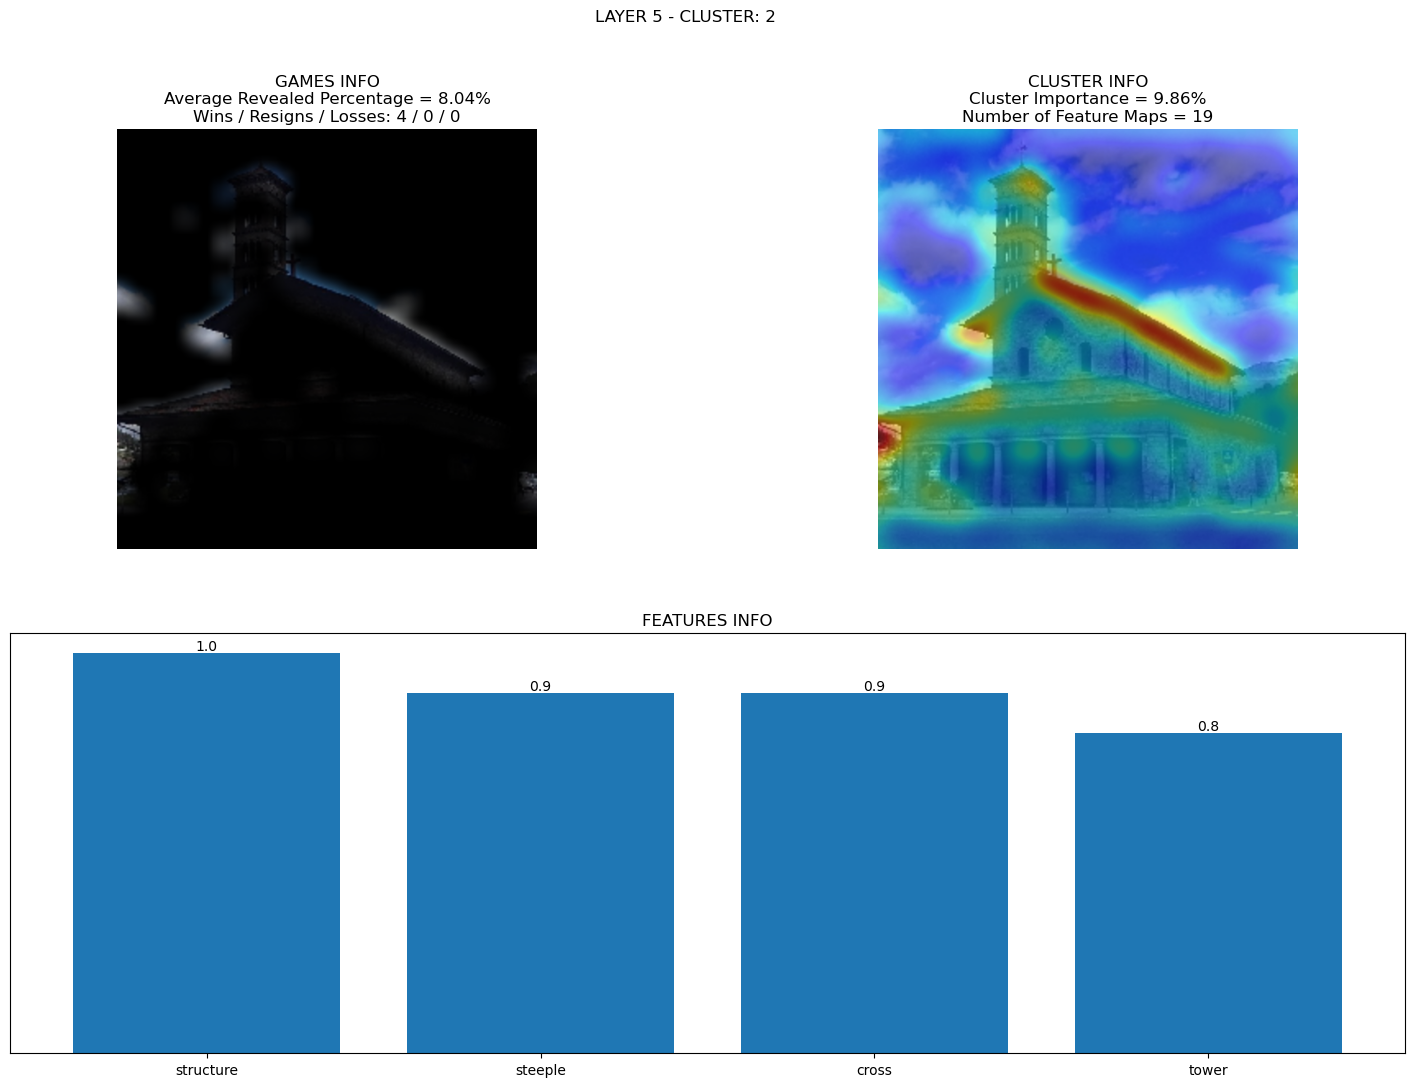 LAYER 5 - CLUSTER: 2
GAMES INFO
Average Revealed Percentage = 8.04%
Wins / Resigns / Losses: 4 / 0 / 0
CLUSTER INFO
Cluster Importance = 9.86%
Number of Feature Maps = 19
FEATURES INFO
1.0
0.9
0.9
0.8
structure
steeple
cross
tower